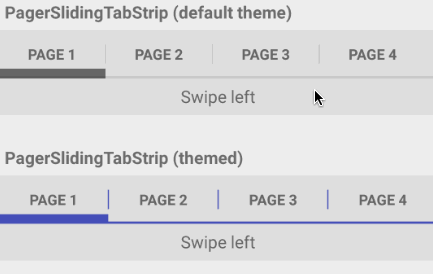 PagerSlidingTabStrip (default theme)
PAGE 1 PAGE 2 PAGE 3 PAGE 4
Swipe left
PagerSlidingTabStrip (themed)
PAGE 1 PAGE 2 PAGE 3 PAGE 4
Swipe left